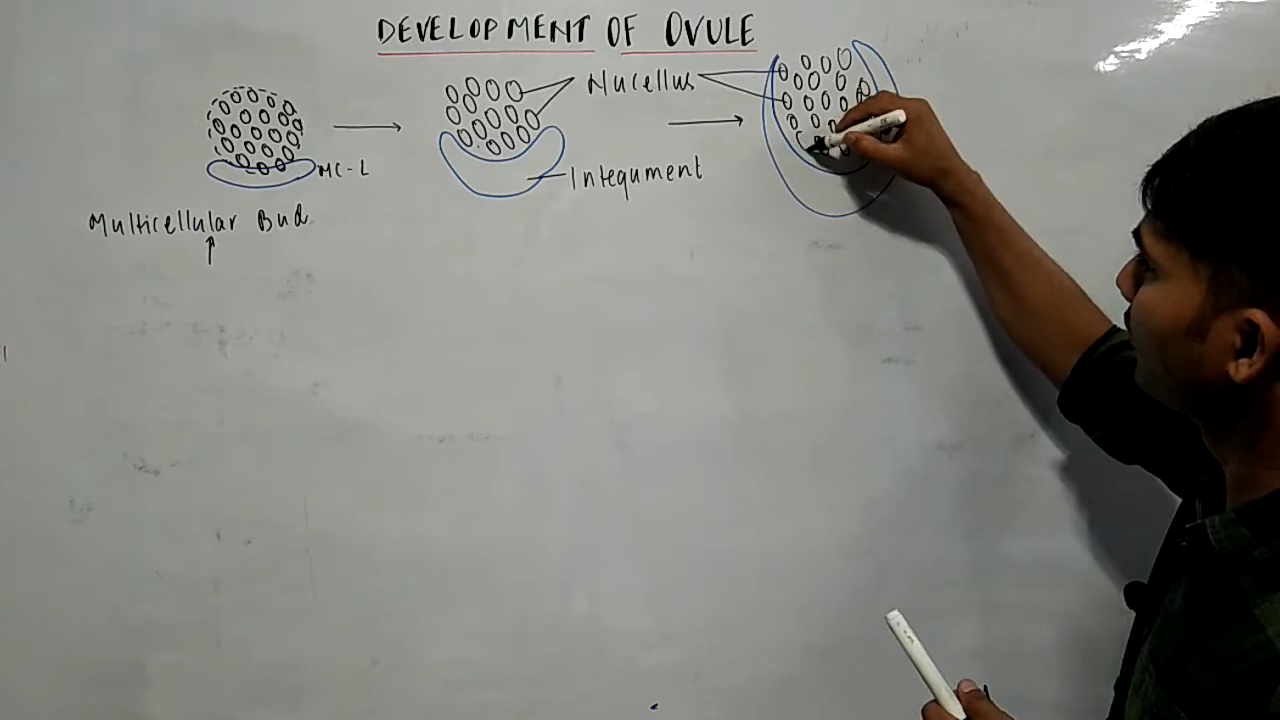 DEVELOPMENT OF OVULE
Nucellus
MC-L
Integument
Multicellular Bud